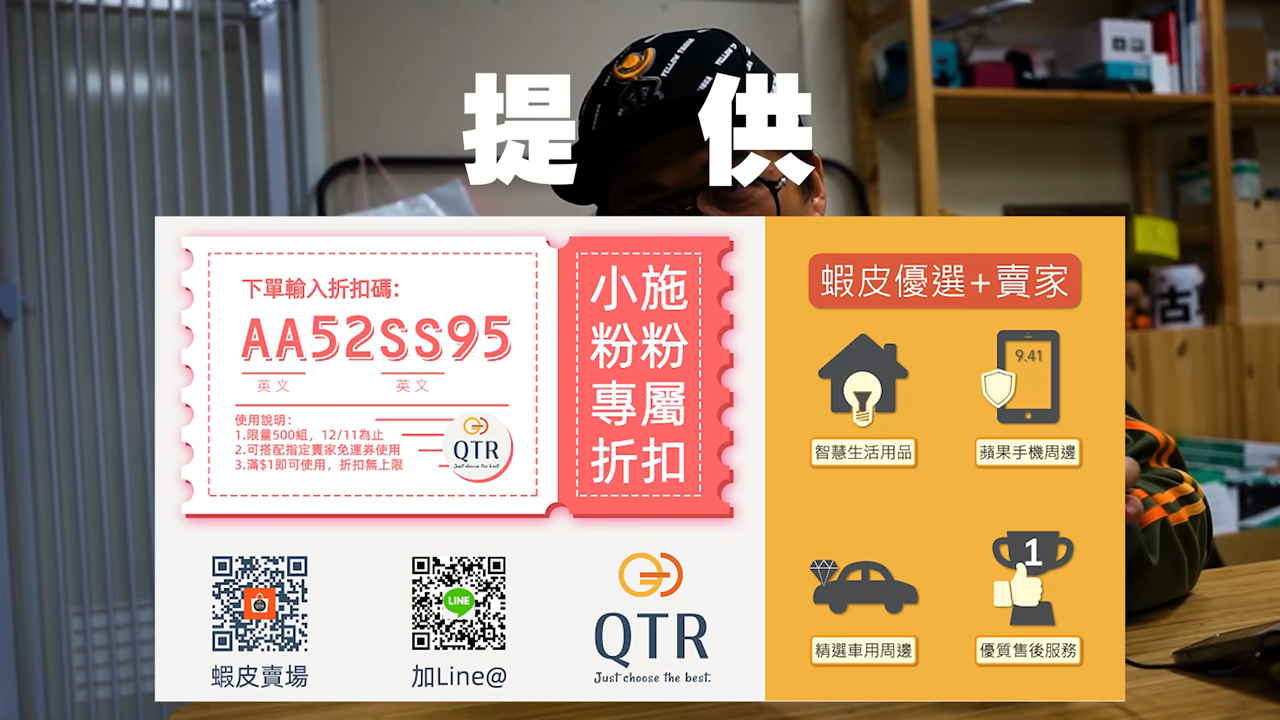 提供
下單輸入折扣碼:
AA52SS95
英文 英文
使用說明:
1.限量500組，12/11為止
2.可搭配指定賣家免運券使用
3.滿$1即可使用，折扣無上限
QTR
Just choose the best.
小施
粉粉
專屬
折扣
蝦皮賣場
LINE
加Line@
QTR
Just choose the best.
蝦皮優選+賣家
9.41
智慧生活用品
蘋果手機周邊
1
精選車用周邊
優質售後服務
古